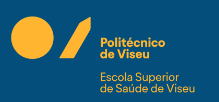 Politécnico
de Viseu
Escola Superior
de Saúde de Viseu